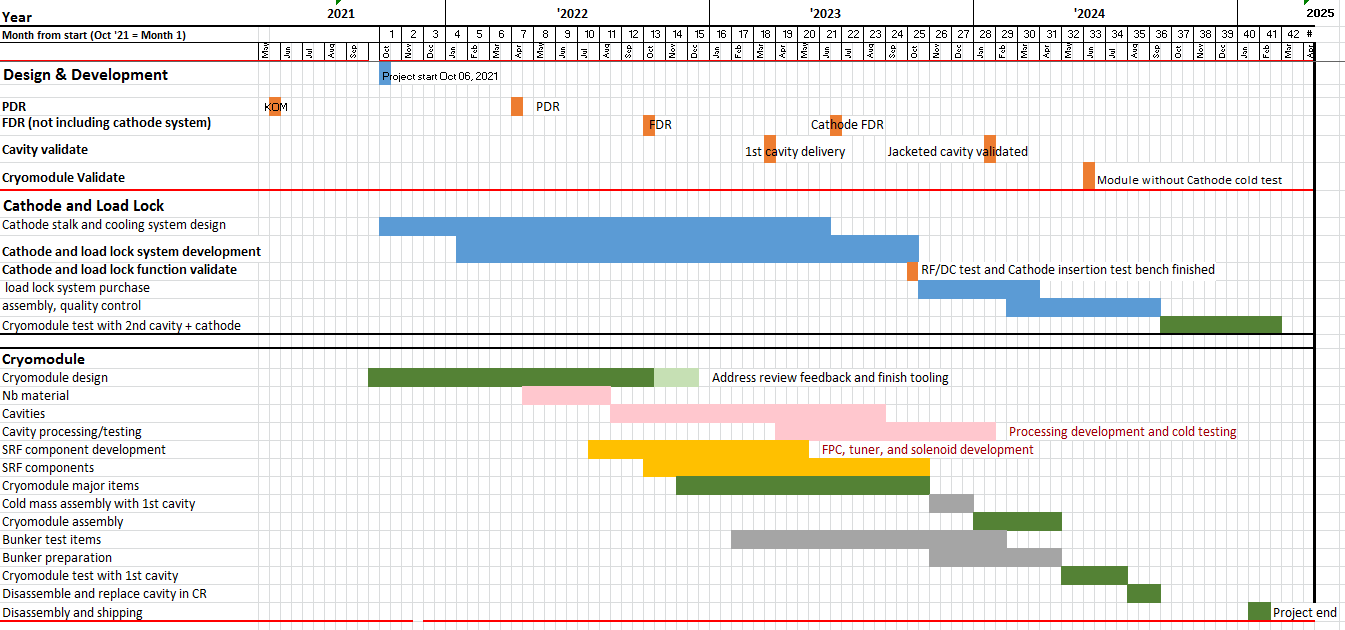 Year 2021 '2022 '2023 '2024 2025
Month from start (Oct '21 = Month 1) 1 2 3 4 5 6 7 8 9 10 11 12 13 14 15 16 17 18 19 20 21 22 23 24 25 26 27 28 29 30 31 32 33 34 35 36 37 38 39 40 41 42 #
May Jun Jul Aug Sep Oct Nov Dec Jan Feb Mar Apr May Jun Jul Aug Sep Oct Nov Dec Jan Feb Mar Apr May Jun Jul Aug Sep Oct Nov Dec Jan Feb Mar Apr May Jun Jul Aug Sep Oct Nov Dec Jan Feb Mar Apr
Design & Development Project start Oct 06, 2021
PDR KOM PDR
FDR (not including cathode system) FDR Cathode FDR
Cavity validate 1st cavity delivery Jacketed cavity validated
Cryomodule Validate Module without Cathode cold test
Cathode and Load Lock
Cathode stalk and cooling system design
Cathode and load lock system development
Cathode and load lock function validate RF/DC test and Cathode insertion test bench finished
load lock system purchase
assembly, quality control
Cryomodule test with 2nd cavity + cathode
Cryomodule
Cryomodule design Address review feedback and finish tooling
Nb material
Cavities
Cavity processing/testing Processing development and cold testing
SRF component development FPC, tuner, and solenoid development
SRF components
Cryomodule major items
Cold mass assembly with 1st cavity
Cryomodule assembly
Bunker test items
Bunker preparation
Cryomodule test with 1st cavity
Disassemble and replace cavity in CR
Disassembly and shipping Project end